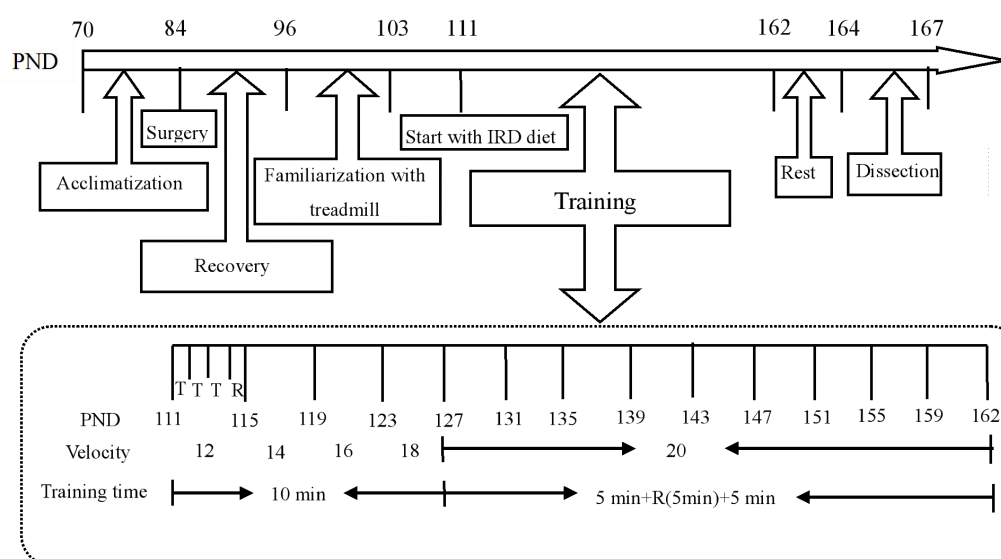 70 84 96 103 111 162 164 167
PND
Surgery
Start with IRD diet
Acclimatization
Familiarization with
treadmill
Training
Rest
Dissection
Recovery
T T T R
PND 111 115 119 123 127 131 135 139 143 147 151 155 159 162
Velocity 12 14 16 18 20
Training time 10 min 5 min+R(5min)+5 min